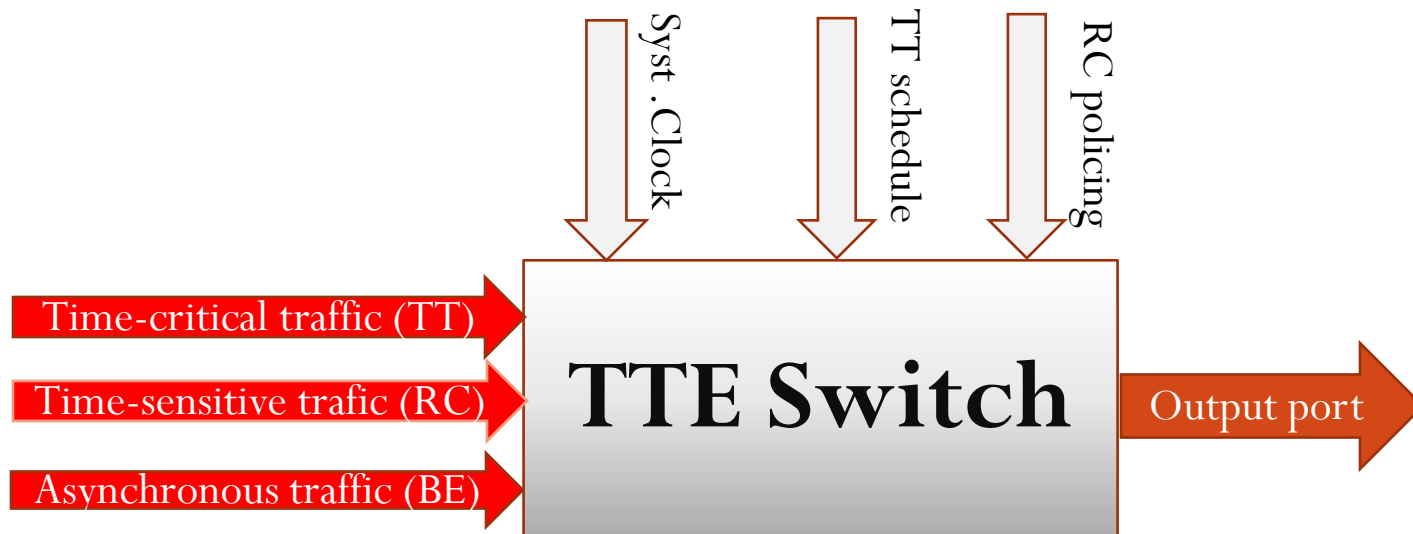 Syst .Clock
TT schedule
RC policing
Time-critical traffic (TT)
Time-sensitive trafic (RC)
Asynchronous traffic (BE)
TTE Switch
Output port